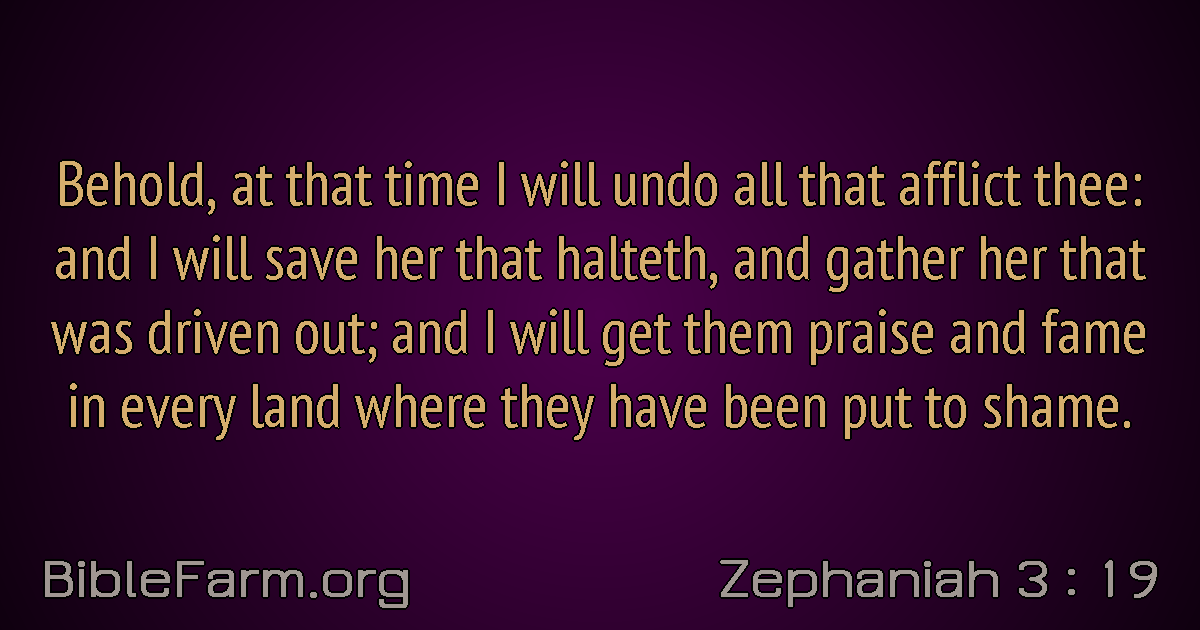 Behold, at that time I will undo all that afflict thee:
and I will save her that halteth, and gather her that
was driven out; and I will get them praise and fame
in every land where they have been put to shame.
BibleFarm.org
Zephaniah 3 : 19